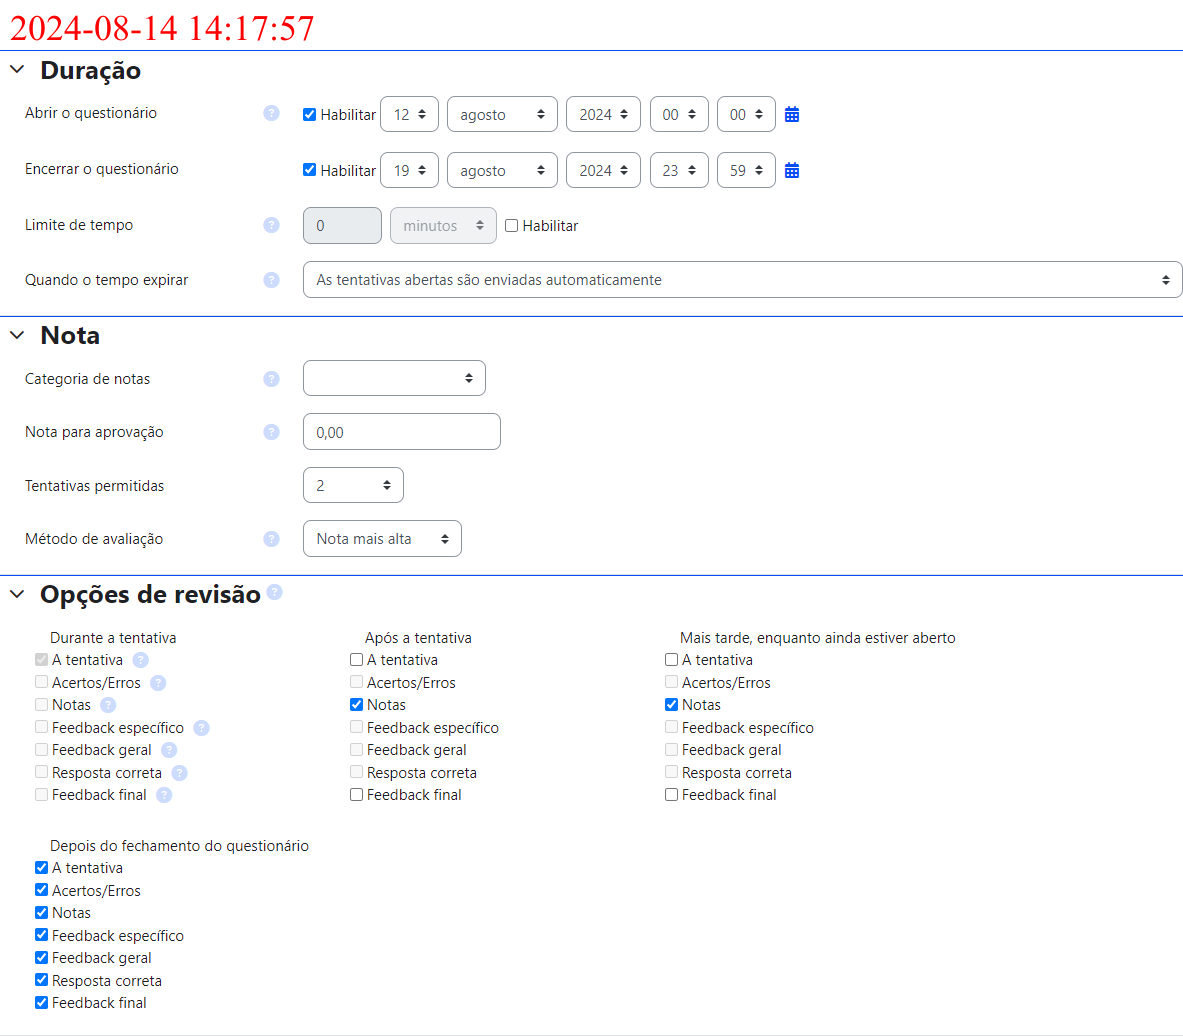 2024-08-14 14:17:57
Duração
Abrir o questionário ? Habilitar 12 agosto 2024 00 00
Encerrar o questionário Habilitar 19 agosto 2024 23 59
Limite de tempo ? 0 minutos Habilitar
Quando o tempo expirar ? As tentativas abertas são enviadas automaticamente
Nota
Categoria de notas ?
Nota para aprovação ? 0,00
Tentativas permitidas 2
Método de avaliação ? Nota mais alta
Opções de revisão ?
Durante a tentativa
A tentativa ?
Acertos/Erros ?
Notas ?
Feedback específico ?
Feedback geral ?
Resposta correta ?
Feedback final ?
Após a tentativa
A tentativa
Acertos/Erros
Notas
Feedback específico
Feedback geral
Resposta correta
Feedback final
Mais tarde, enquanto ainda estiver aberto
A tentativa
Acertos/Erros
Notas
Feedback específico
Feedback geral
Resposta correta
Feedback final
Depois do fechamento do questionário
A tentativa
Acertos/Erros
Notas
Feedback específico
Feedback geral
Resposta correta
Feedback final